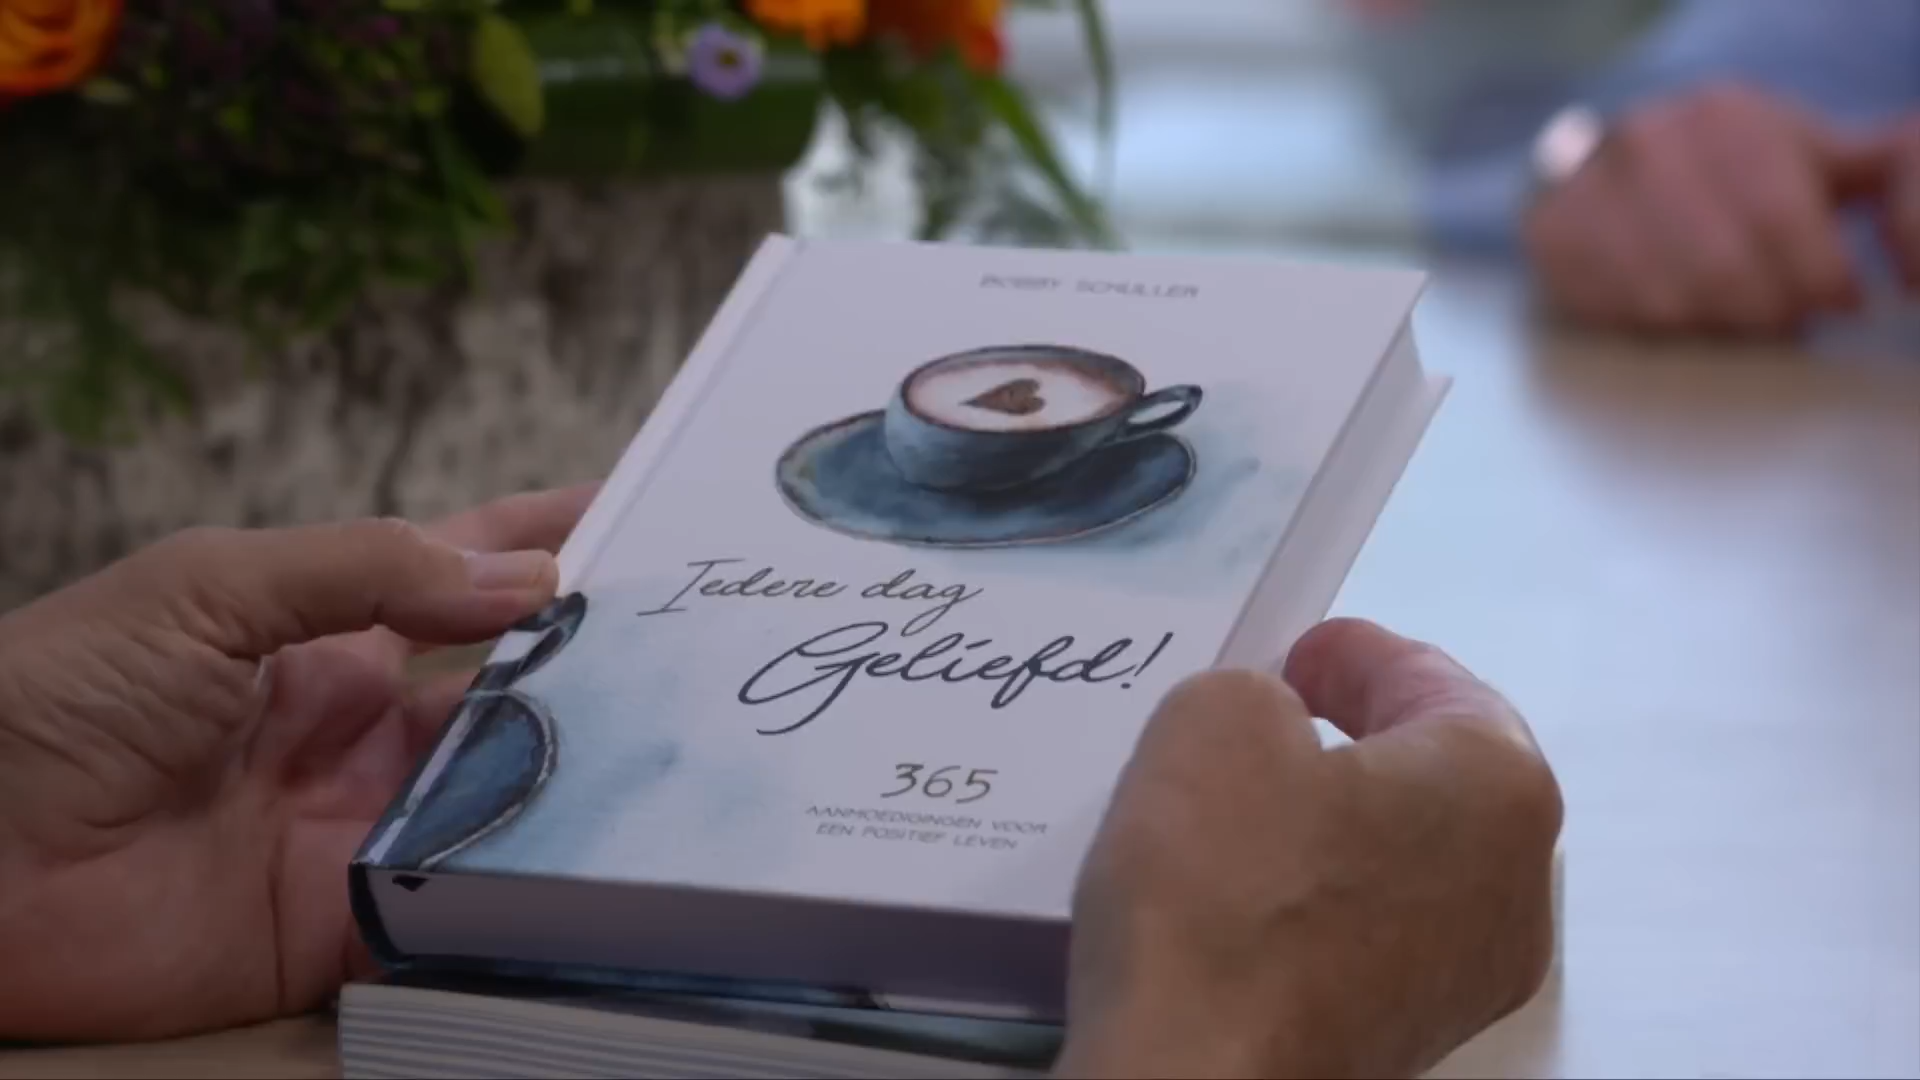 BOBBY SCHULLER
Iedere dag
Geliefd!
365
AANMOEDIGINGEN VOOR
EEN POSITIEF LEVEN